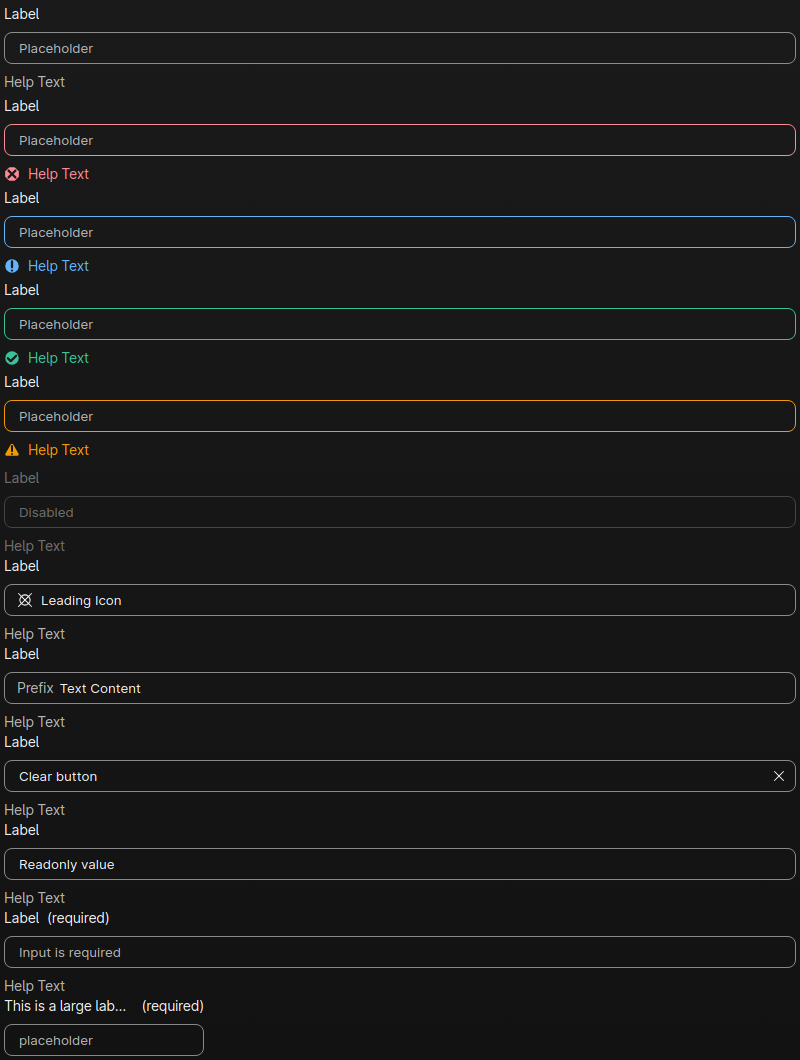 Label
Placeholder
Help Text
Label
Placeholder
Help Text
Label
Placeholder
Help Text
Label
Placeholder
Help Text
Label
Placeholder
Help Text
Label
Disabled
Help Text
Label
Leading Icon
Help Text
Label
Prefix Text Content
Help Text
Label
Clear button
Help Text
Label
Readonly value
Help Text
Label (required)
Input is required
Help Text
This is a large lab... (required)
placeholder